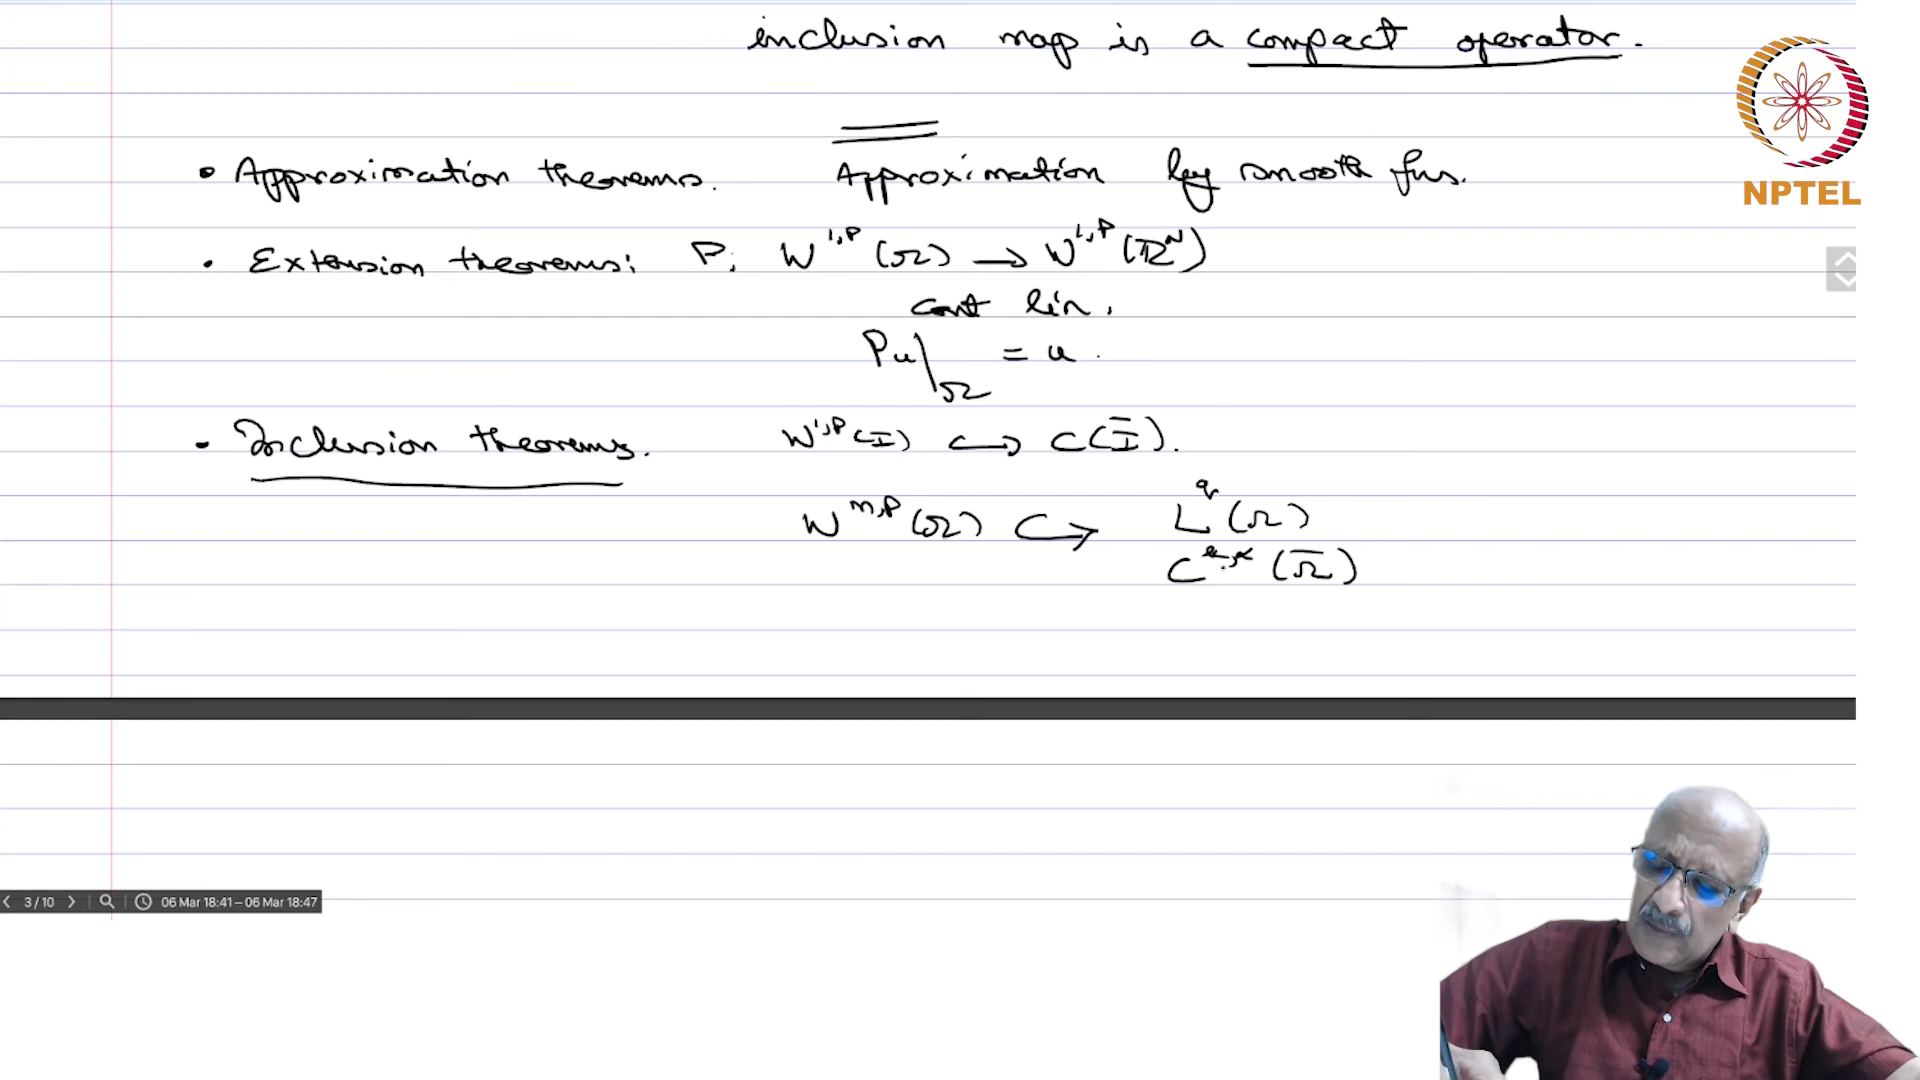 inclusion map is a compact operator.
• Approximation theorems. Approximation by smooth fns.
• Extension theorems: P: W^{1,p}(Ω) → W^{1,p}(ℝ^N)
cont lin.
Pu|_Ω = u.
• Inclusion theorems. W^{1,p}(I) ↪ C(Ī).
W^{m,p}(Ω) ↪ L^q(Ω)
C^{k,α}(Ω̄)
NPTEL
3 / 10
06 Mar 18:41 – 06 Mar 18:47